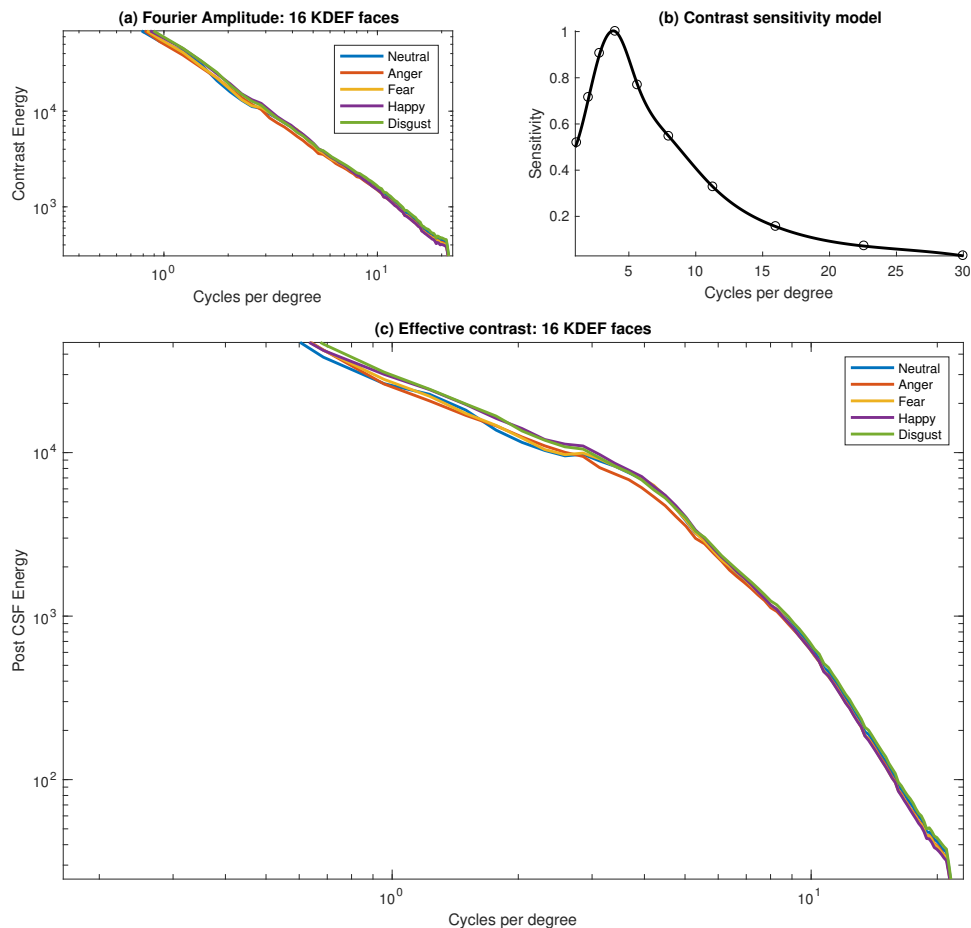 (a) Fourier Amplitude: 16 KDEF faces
Contrast Energy
10^4
10^3
10^0
10^1
Cycles per degree
Neutral
Anger
Fear
Happy
Disgust
(b) Contrast sensitivity model
Sensitivity
1
0.8
0.6
0.4
0.2
5
10
15
20
25
30
Cycles per degree
(c) Effective contrast: 16 KDEF faces
Post CSF Energy
10^4
10^3
10^2
10^0
10^1
Cycles per degree
Neutral
Anger
Fear
Happy
Disgust